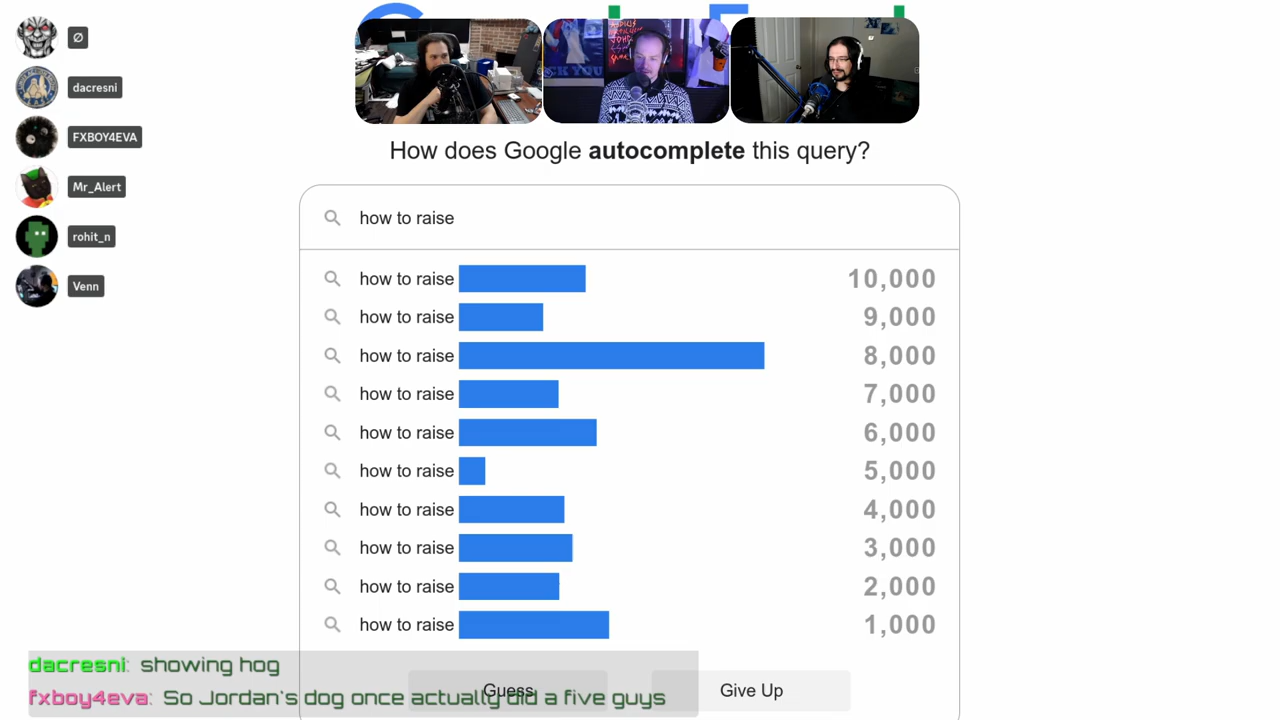 Ø
dacresni
FXBOY4EVA
Mr_Alert
rohit_n
Venn
How does Google autocomplete this query?
how to raise
how to raise 10,000
how to raise 9,000
how to raise 8,000
how to raise 7,000
how to raise 6,000
how to raise 5,000
how to raise 4,000
how to raise 3,000
how to raise 2,000
how to raise 1,000
Guess
Give Up
dacresni: showing hog
fxboy4eva: So Jordan's dog once actually did a five guys